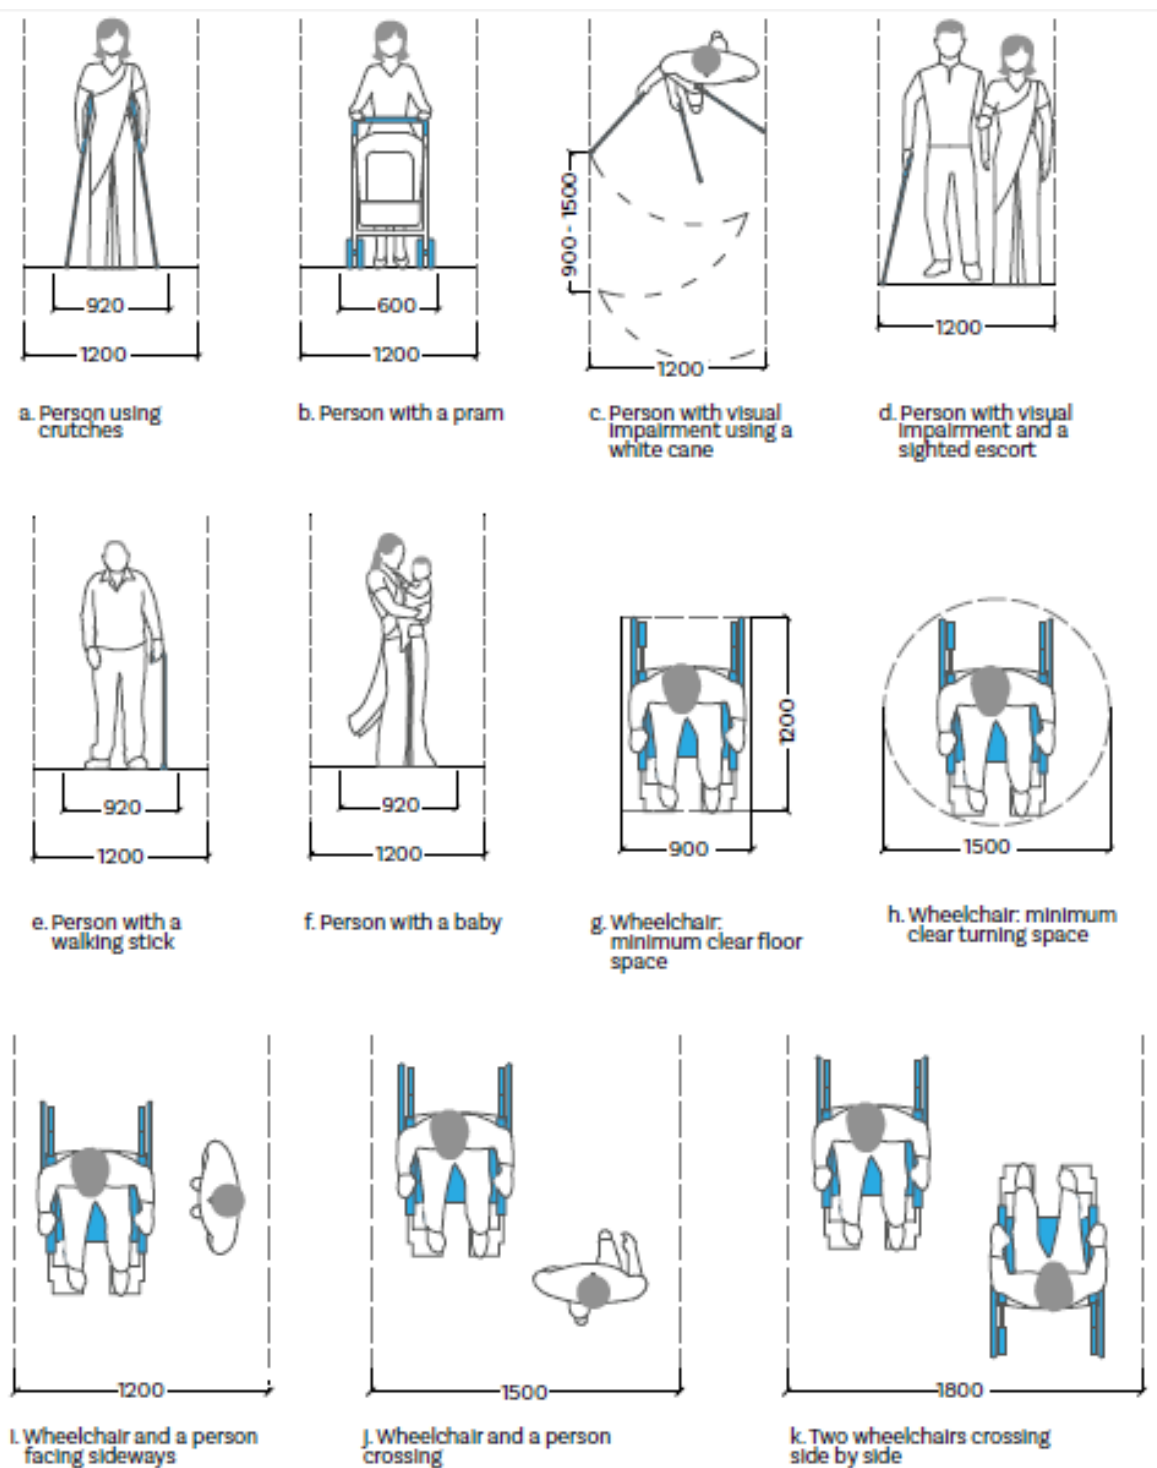 920
1200
a. Person using
crutches
600
1200
b. Person with a pram
900 - 1500
1200
c. Person with visual
impairment using a
white cane
1200
d. Person with visual
impairment and a
sighted escort
920
1200
e. Person with a
walking stick
920
1200
f. Person with a baby
1200
900
g. Wheelchair:
minimum clear floor
space
1500
h. Wheelchair: minimum
clear turning space
1200
i. Wheelchair and a person
facing sideways
1500
j. Wheelchair and a person
crossing
1800
k. Two wheelchairs crossing
side by side